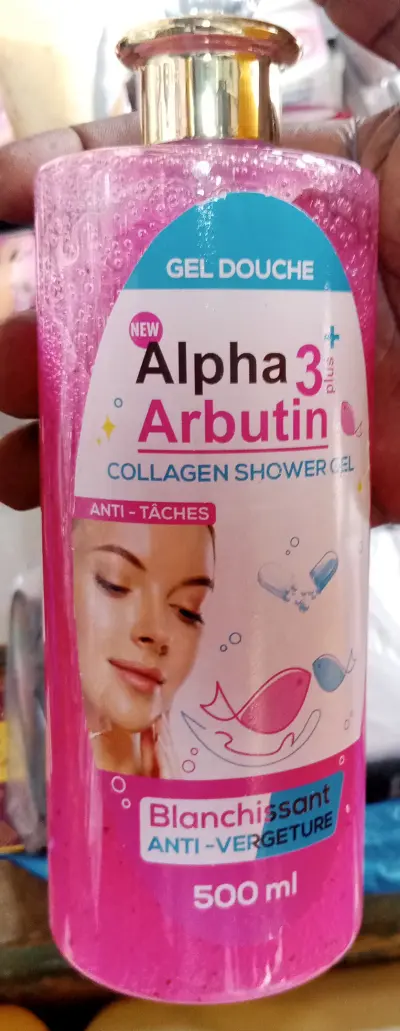 GEL DOUCHE
NEW
Alpha 3 plus +
Arbutin
COLLAGEN SHOWER GEL
ANTI - TÂCHES
Blanchissant
ANTI -VERGETURE
500 ml